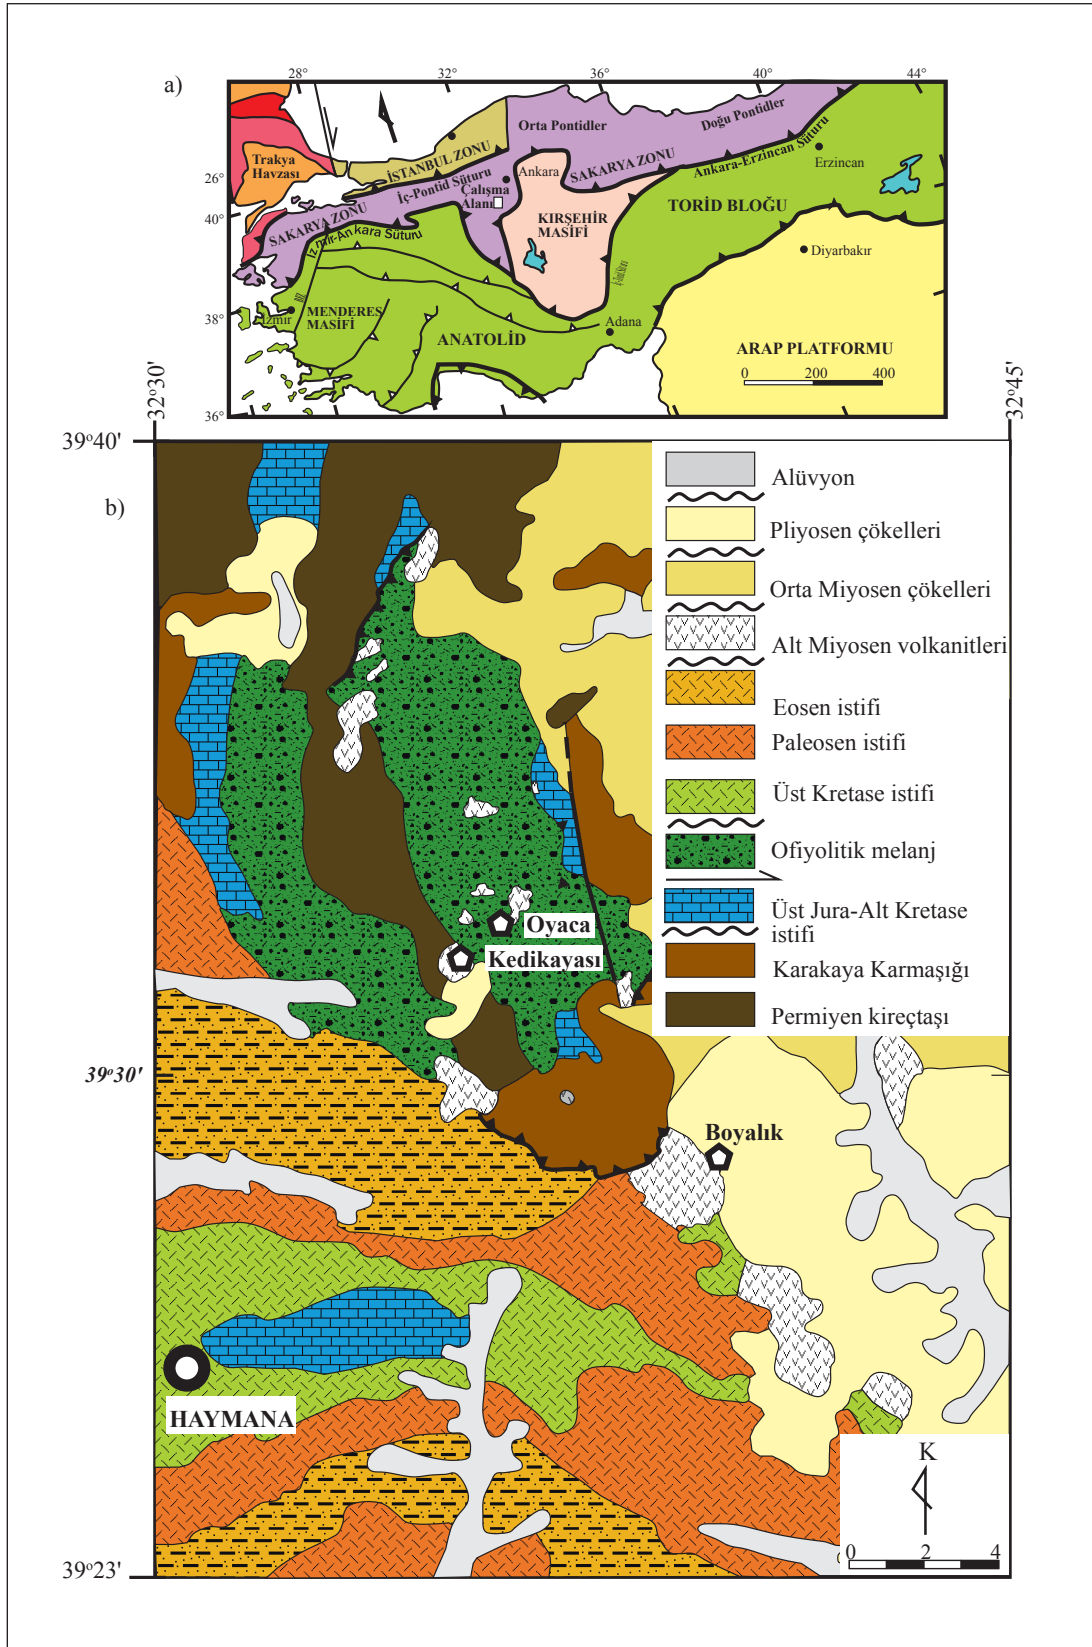 a)
28°
32°
36°
40°
44°
26°
40°
38°
36°
Trakya
Havzası
İSTANBUL ZONU
Orta Pontidler
Doğu Pontidler
SAKARYA ZONU
İç-Pontid Süturu
Çalışma
Alanı
Ankara
SAKARYA ZONU
Ankara-Erzincan Süturu
Erzincan
İzmir-Ankara Süturu
KIRŞEHİR
MASİFİ
TORİD BLOĞU
Diyarbakır
İzmir
MENDERES
MASİFİ
ANATOLİD
Adana
ARAP PLATFORMU
0 200 400
32°30'
32°45'
39°40'
b)
Alüvyon
Pliyosen çökelleri
Orta Miyosen çökelleri
Alt Miyosen volkanitleri
Eosen istifi
Paleosen istifi
Üst Kretase istifi
Ofiyolitik melanj
Üst Jura-Alt Kretase
istifi
Karakaya Karmaşığı
Permiyen kireçtaşı
Oyaca
Kedikayası
39°30'
Boyalık
HAYMANA
K
0 2 4
39°23'